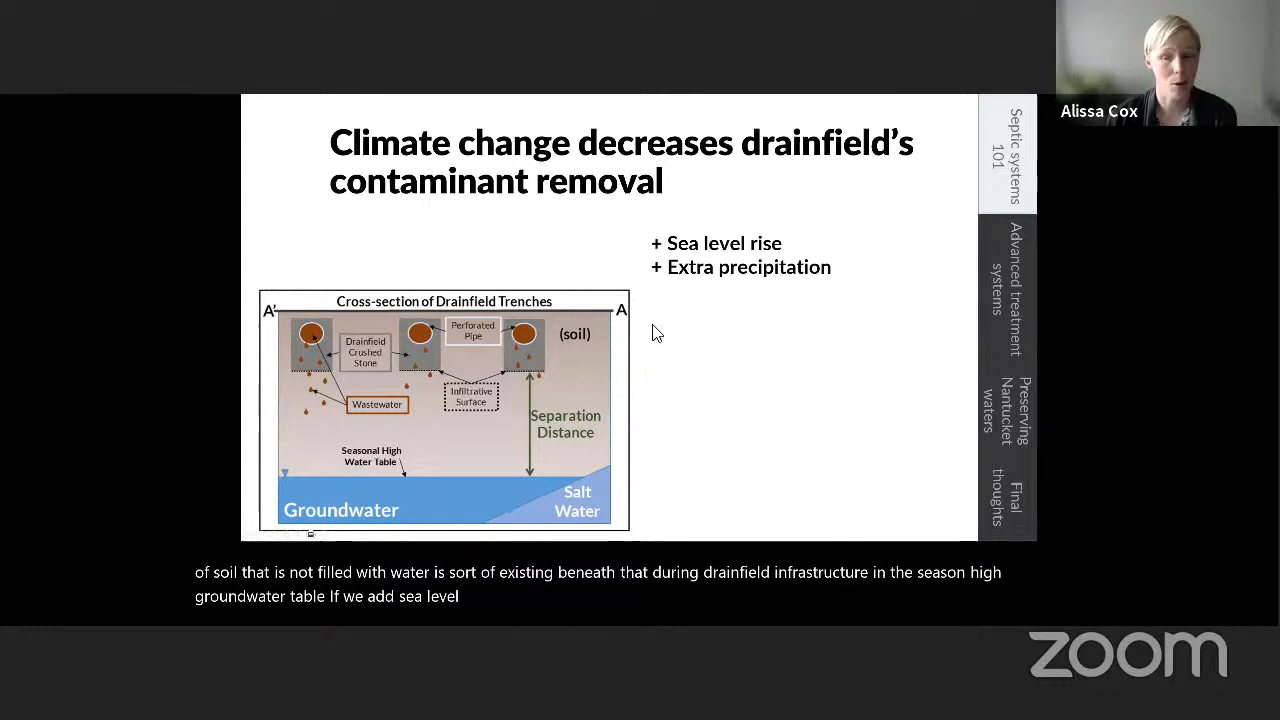 Alissa Cox
Climate change decreases drainfield's
contaminant removal
+ Sea level rise
+ Extra precipitation
Cross-section of Drainfield Trenches
A'
A
Perforated
Pipe
(soil)
Drainfield
Crushed
Stone
Infiltrative
Surface
Wastewater
Separation
Distance
Seasonal High
Water Table
Groundwater
Salt
Water
Septic systems
101
Advanced treatment
systems
Preserving
Nantucket
waters
Final
thoughts
of soil that is not filled with water is sort of existing beneath that during drainfield infrastructure in the season high
groundwater table If we add sea level
zoom